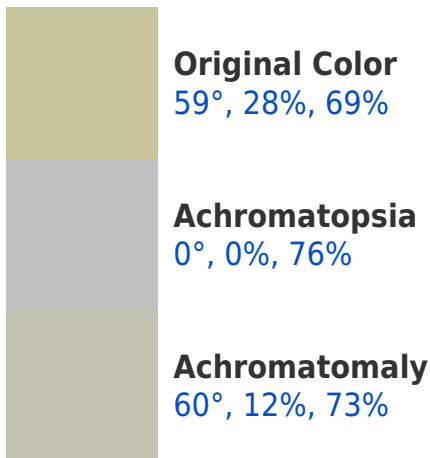 Original Color
59°, 28%, 69%
Achromatopsia
0°, 0%, 76%
Achromatomaly
60°, 12%, 73%